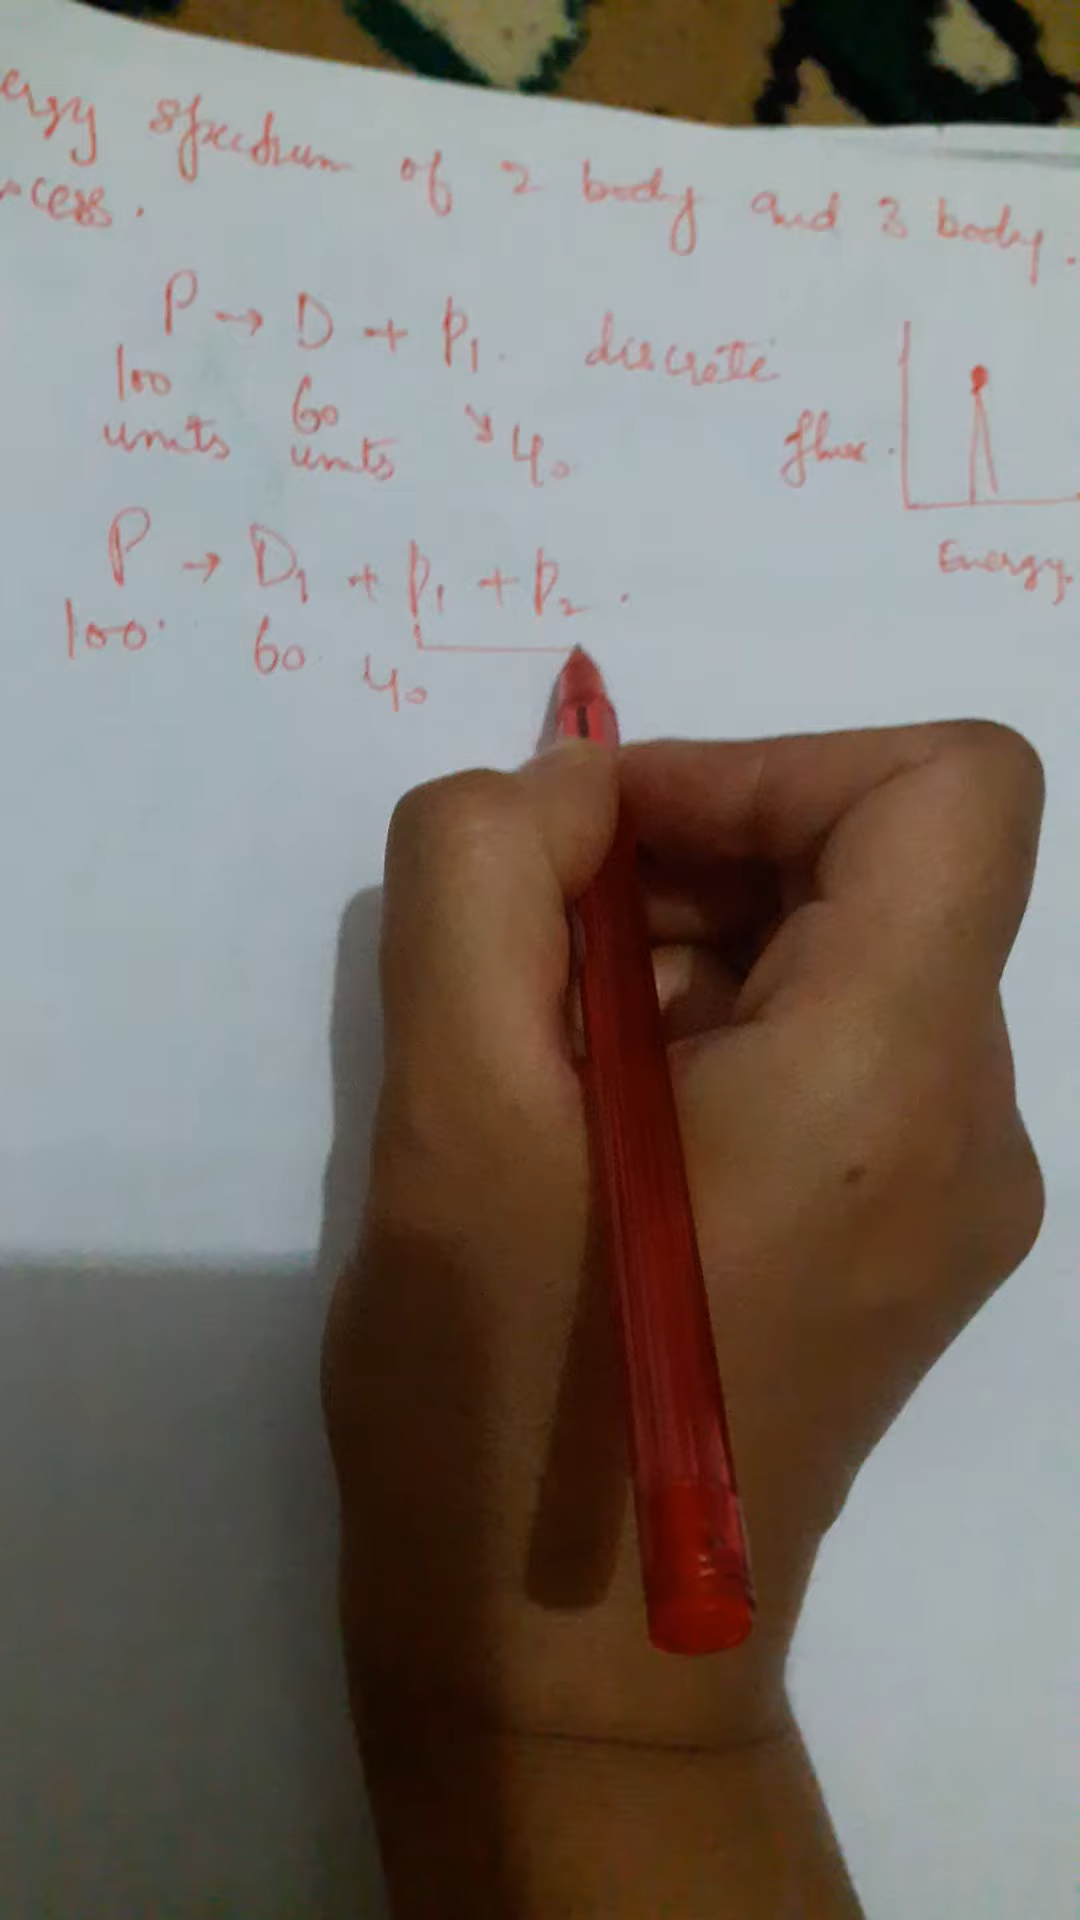 ergy spectrum of 2 body and 3 body.
ocess.
P → D + P1. discrete
100 units 60 units ↘ 40
flux.
Energy.
P → D1 + P1 + P2.
100. 60. 40